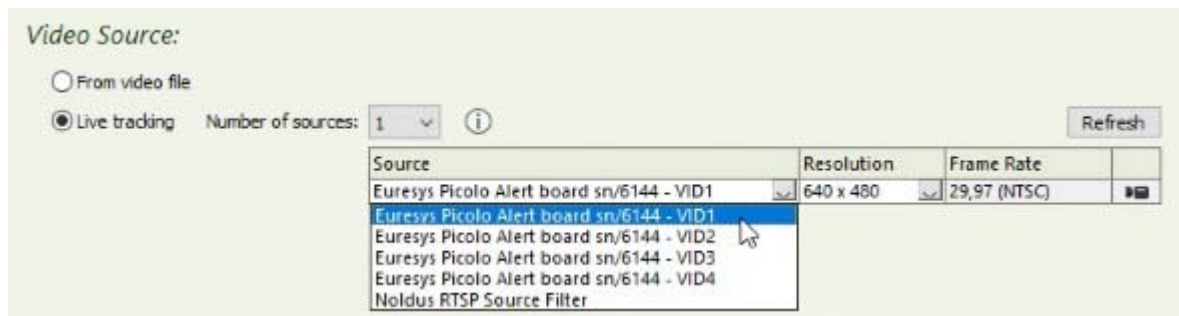 Video Source:
From video file
Live tracking Number of sources: 1 Refresh
Source Resolution Frame Rate
Euresys Picolo Alert board sn/6144 - VID1 640 x 480 29,97 (NTSC)
Euresys Picolo Alert board sn/6144 - VID1
Euresys Picolo Alert board sn/6144 - VID2
Euresys Picolo Alert board sn/6144 - VID3
Euresys Picolo Alert board sn/6144 - VID4
Noldus RTSP Source Filter